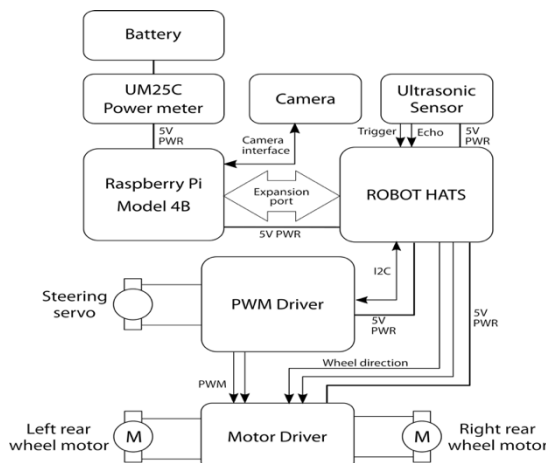 Battery
UM25C
Power meter
Camera
Ultrasonic
Sensor
5V
PWR
Camera
interface
Trigger
Echo
5V
PWR
Raspberry Pi
Model 4B
Expansion
port
ROBOT HATS
5V PWR
I2C
Steering
servo
PWM Driver
5V
PWR
5V
PWR
Wheel direction
PWM
Left rear
wheel motor
M
Motor Driver
M
Right rear
wheel motor